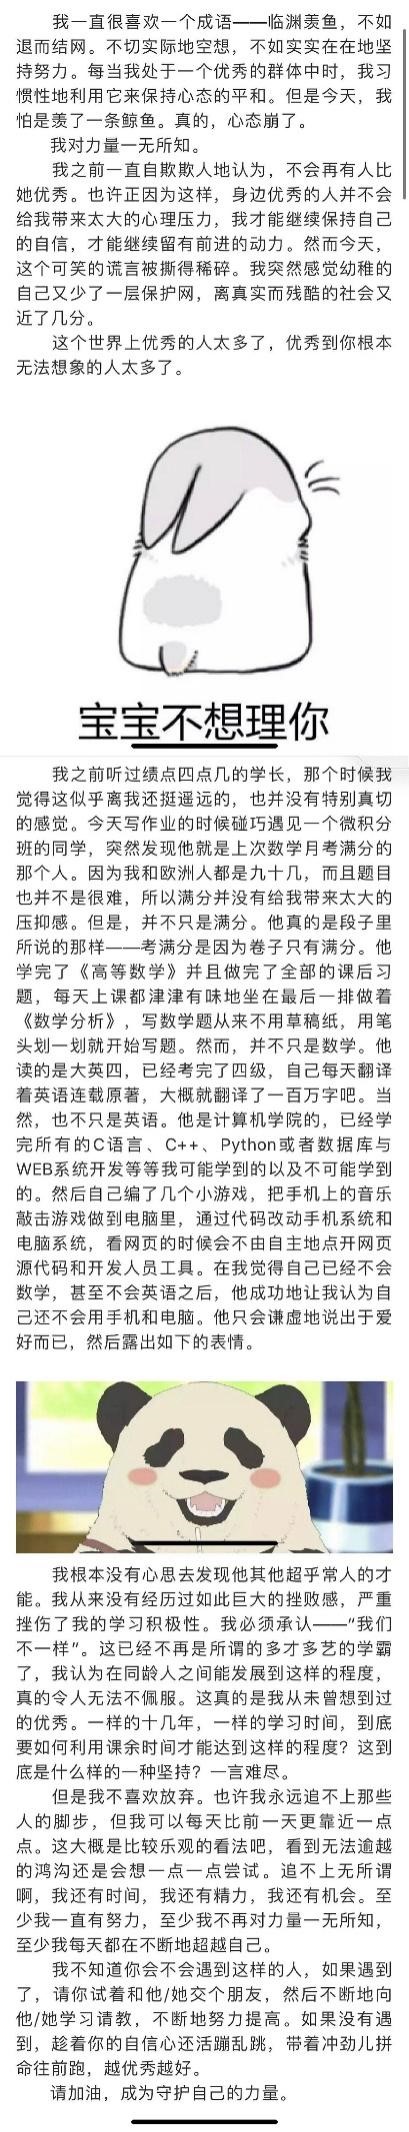 我一直很喜欢一个成语——临渊羡鱼，不如
退而结网。不切实际地空想，不如实实在在地坚
持努力。每当我处于一个优秀的群体中时，我习
惯性地利用它来保持心态的平和。但是今天，我
怕是羡了一条鲸鱼。真的，心态崩了。
我对力量一无所知。
我之前一直自欺欺人地认为，不会再有人比
她优秀。也许正因为这样，身边优秀的人并不会
给我带来太大的心理压力，我才能继续保持自己
的自信，才能继续留有前进的动力。然而今天，
这个可笑的谎言被撕得稀碎。我突然感觉幼稚的
自己又少了一层保护网，离真实而残酷的社会又
近了几分。
这个世界上优秀的人太多了，优秀到你根本
无法想象的人太多了。
宝宝不想理你
我之前听过绩点四点几的学长，那个时候我
觉得这似乎离我还挺遥远的，也并没有特别真切
的感觉。今天写作业的时候碰巧遇见一个微积分
班的同学，突然发现他就是上次数学月考满分的
那个人。因为我和欧洲人都是九十几，而且题目
也并不是很难，所以满分并没有给我带来太大的
压抑感。但是，并不只是满分。他真的是段子里
所说的那样——考满分是因为卷子只有满分。他
学完了《高等数学》并且做完了全部的课后习
题，每天上课都津津有味地坐在最后一排做着
《数学分析》，写数学题从来不用草稿纸，用笔
头划一划就开始写题。然而，并不只是数学。他
读的是大英四，已经考完了四级，自己每天翻译
着英语连载原著，大概就翻译了一百万字吧。当
然，也不只是英语。他是计算机学院的，已经学
完所有的C语言、C++、Python或者数据库与
WEB系统开发等等我可能学到的以及不可能学到
的。然后自己编了几个小游戏，把手机上的音乐
敲击游戏做到电脑里，通过代码改动手机系统和
电脑系统，看网页的时候会不由自主地点开网页
源代码和开发人员工具。在我觉得自己已经不会
数学，甚至不会英语之后，他成功地让我认为自
己还不会用手机和电脑。他只会谦虚地说出于爱
好而已，然后露出如下的表情。
我根本没有心思去发现他其他超乎常人的才
能。我从来没有经历过如此巨大的挫败感，严重
挫伤了我的学习积极性。我必须承认——“我们
不一样”。这已经不再是所谓的多才多艺的学霸
了，我认为在同龄人之间能发展到这样的程度，
真的令人无法不佩服。这真的是我从未曾想到过
的优秀。一样的十几年，一样的学习时间，到底
要如何利用课余时间才能达到这样的程度？这到
底是什么样的一种坚持？一言难尽。
但是我不喜欢放弃。也许我永远追不上那些
人的脚步，但我可以每天比前一天更靠近一点
点。这大概是比较乐观的看法吧，看到无法逾越
的鸿沟还是会想一点一点尝试。追不上无所谓
啊，我还有时间，我还有精力，我还有机会。至
少我一直有努力，至少我不再对力量一无所知，
至少我每天都在不断地超越自己。
我不知道你会不会遇到这样的人，如果遇到
了，请你试着和他/她交个朋友，然后不断地向
他/她学习请教，不断地努力提高。如果没有遇
到，趁着你的自信心还活蹦乱跳，带着冲劲儿拼
命往前跑，越优秀越好。
请加油，成为守护自己的力量。